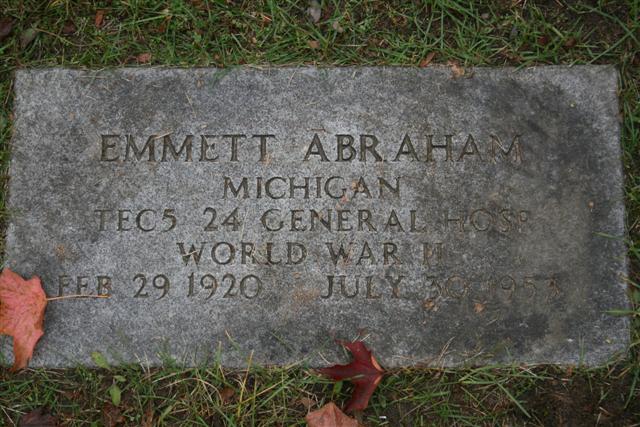 EMMETT ABRAHAM
MICHIGAN
TEC5 24 GENERAL HOSP
WORLD WAR II
FEB 29 1920 JULY 30 1953